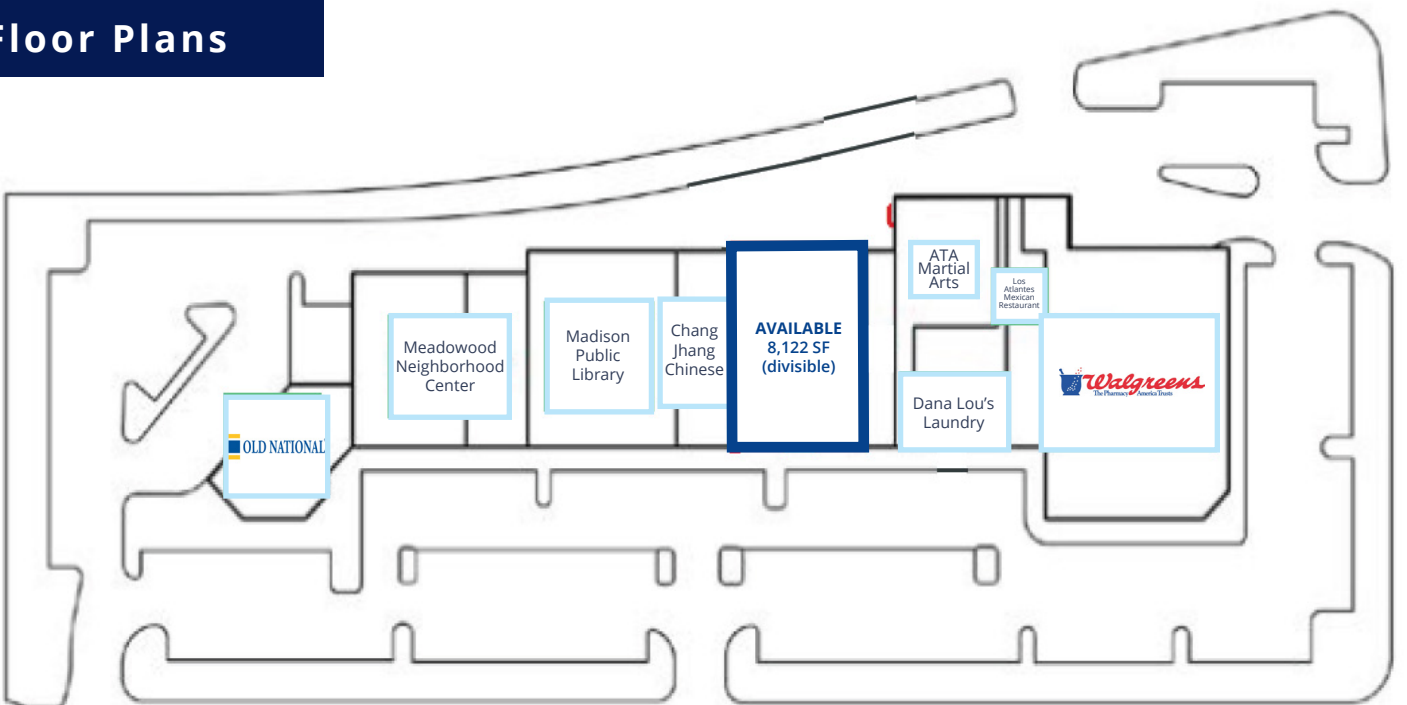 Floor Plans
ATA
Martial
Arts
Los
Atlantes
Mexican
Restaurant
Meadowood
Neighborhood
Center
Madison
Public
Library
Chang
Jhang
Chinese
AVAILABLE
8,122 SF
(divisible)
Dana Lou’s
Laundry
Walgreens
The Pharmacy America Trusts
OLD NATIONAL